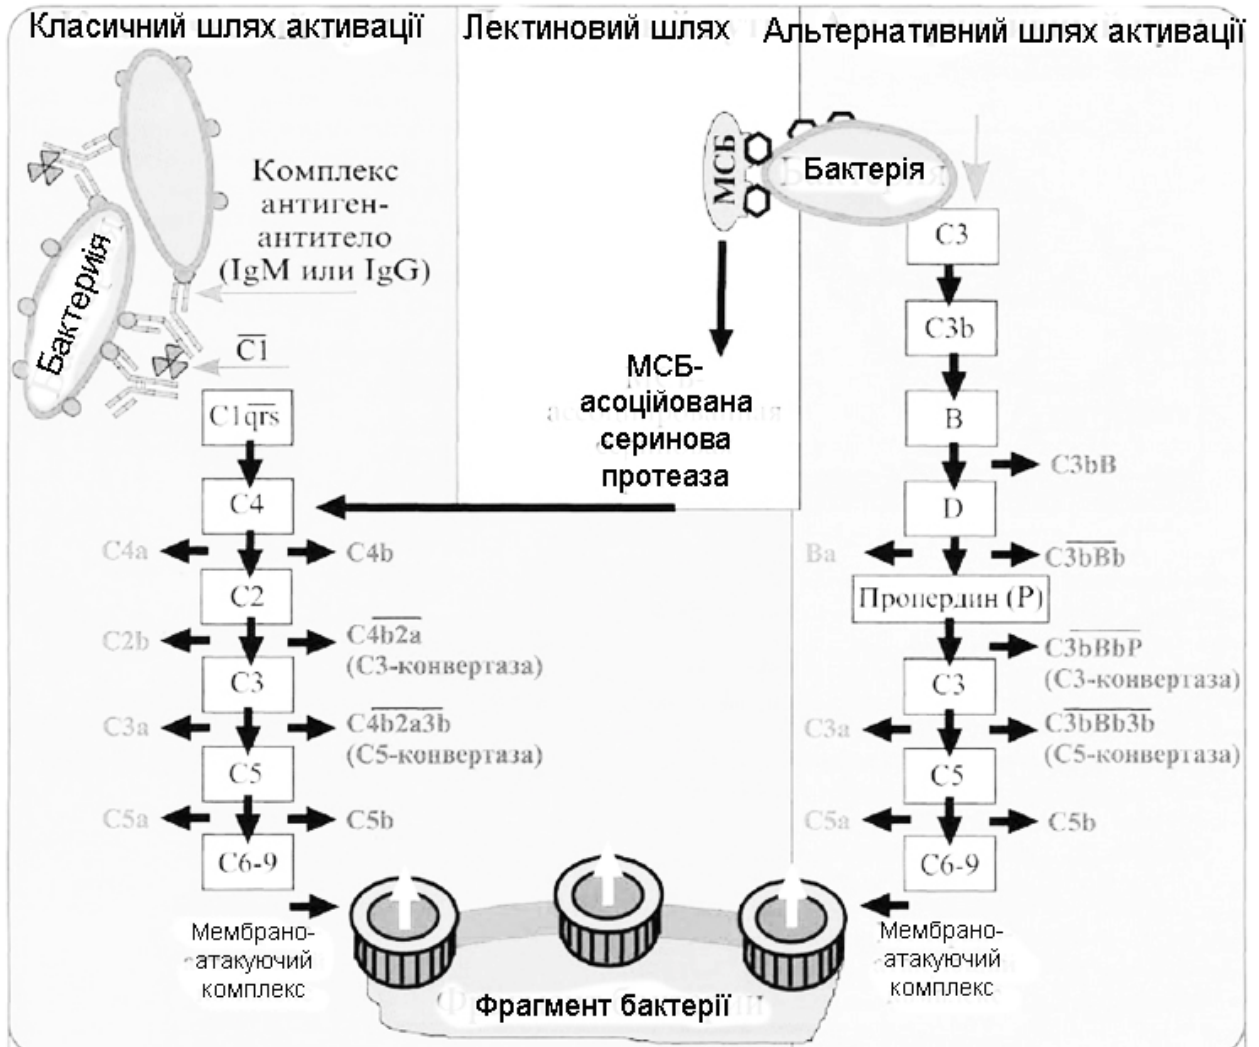 Класичний шлях активації
Лектиновий шлях
Альтернативний шлях активації
Комплекс
антиген-
антитело
(IgM или IgG)
Бактериія
C1
C1qrs
C4
C4a
C4b
C2
C2b
C4b2a
(C3-конвертаза)
C3
C3a
C4b2a3b
(C5-конвертаза)
C5
C5a
C5b
C6-9
Мембрано-
атакуючий
комплекс
МСБ
МСБ-
асоційована
серинова
протеаза
Бактерія
C3
C3b
B
C3bB
D
Ba
C3bBb
Пропердин (P)
C3bBbP
(C3-конвертаза)
C3
C3a
C3bBb3b
(C5-конвертаза)
C5
C5a
C5b
C6-9
Мембрано-
атакуючий
комплекс
Фрагмент бактерії